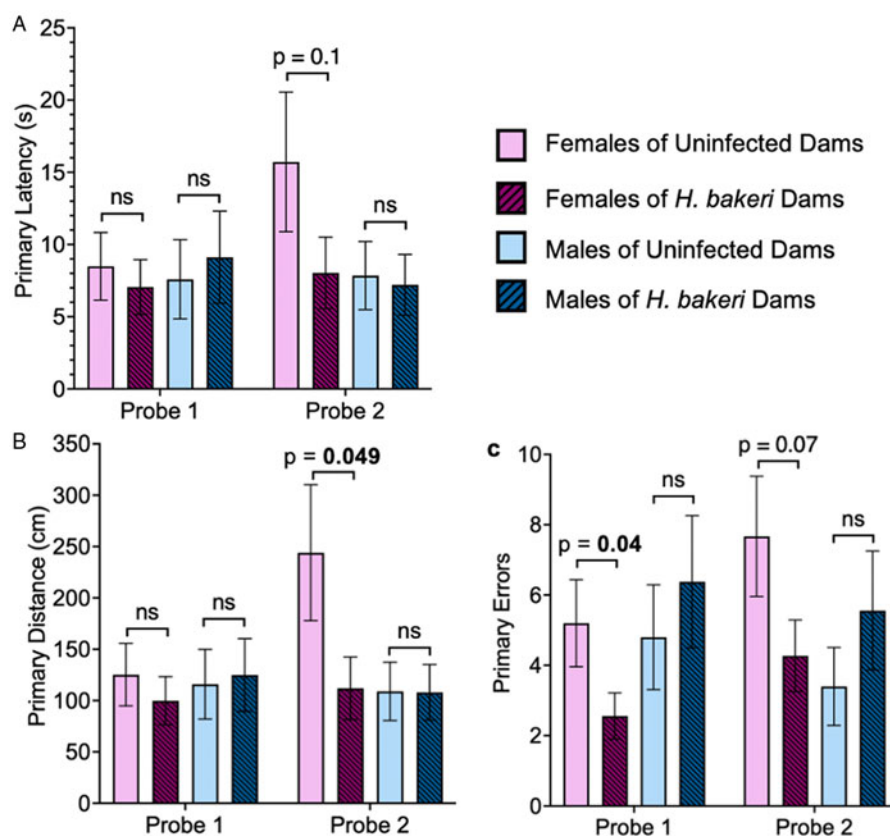 A
Primary Latency (s)
25
20
15
10
5
0
ns
ns
p = 0.1
ns
Probe 1
Probe 2
Females of Uninfected Dams
Females of H. bakeri Dams
Males of Uninfected Dams
Males of H. bakeri Dams
B
Primary Distance (cm)
350
300
250
200
150
100
50
0
ns
ns
p = 0.049
ns
Probe 1
Probe 2
c
Primary Errors
10
8
6
4
2
0
p = 0.04
ns
p = 0.07
ns
Probe 1
Probe 2